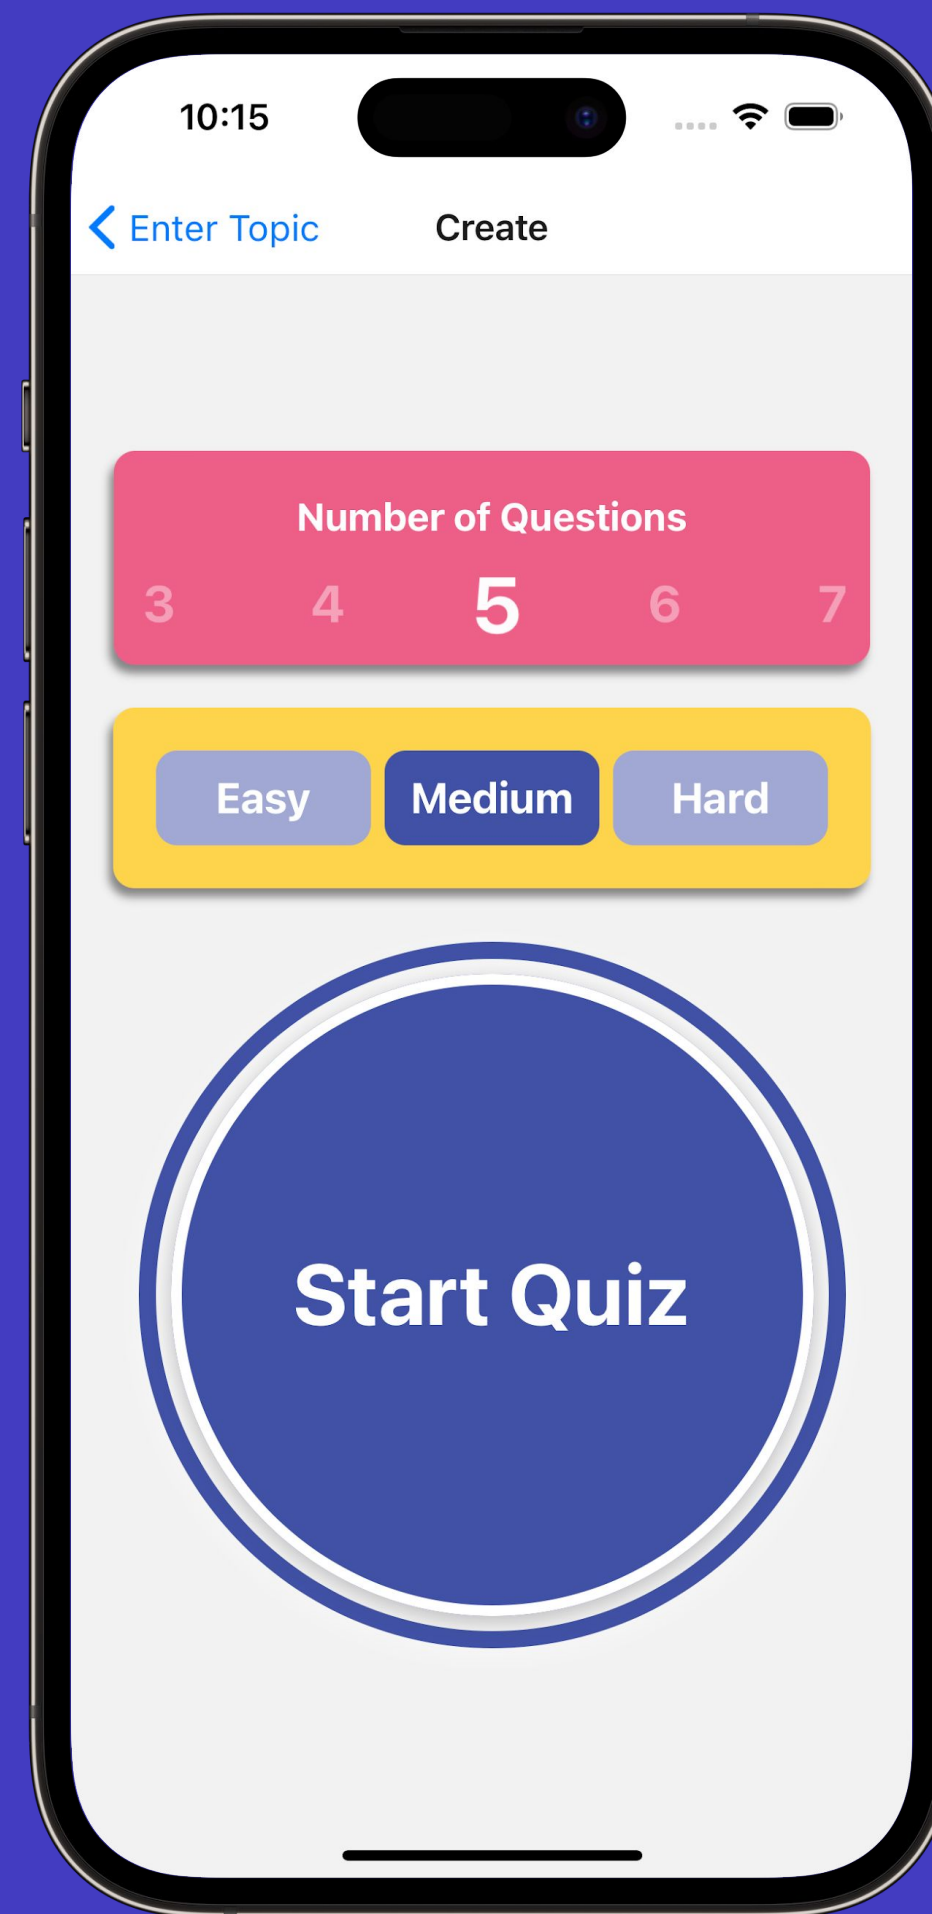 10:15
Enter Topic Create
Number of Questions
3 4 5 6 7
Easy Medium Hard
Start Quiz